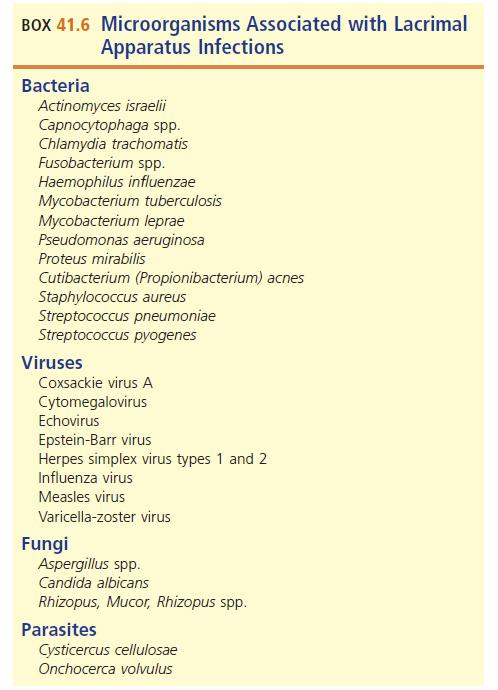 BOX 41.6 Microorganisms Associated with Lacrimal
Apparatus Infections
Bacteria
Actinomyces israelii
Capnocytophaga spp.
Chlamydia trachomatis
Fusobacterium spp.
Haemophilus influenzae
Mycobacterium tuberculosis
Mycobacterium leprae
Pseudomonas aeruginosa
Proteus mirabilis
Cutibacterium (Propionibacterium) acnes
Staphylococcus aureus
Streptococcus pneumoniae
Streptococcus pyogenes
Viruses
Coxsackie virus A
Cytomegalovirus
Echovirus
Epstein-Barr virus
Herpes simplex virus types 1 and 2
Influenza virus
Measles virus
Varicella-zoster virus
Fungi
Aspergillus spp.
Candida albicans
Rhizopus, Mucor, Rhizopus spp.
Parasites
Cysticercus cellulosae
Onchocerca volvulus